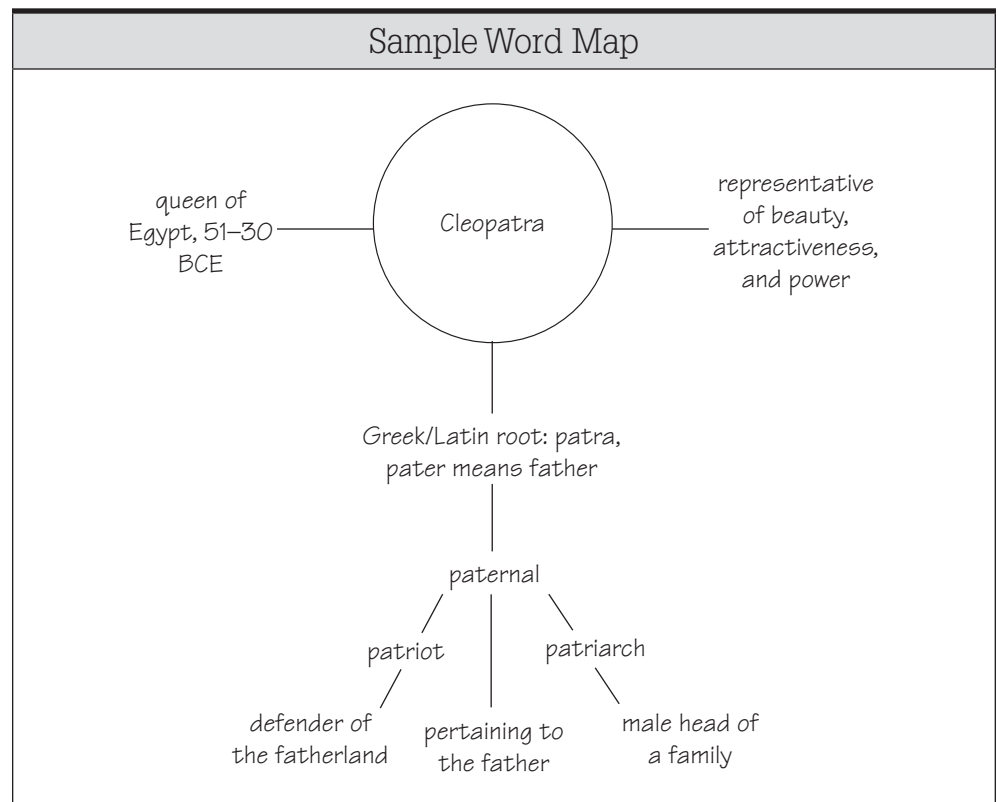 Sample Word Map
queen of
Egypt, 51–30
BCE
Cleopatra
representative
of beauty,
attractiveness,
and power
Greek/Latin root: patra,
pater means father
paternal
patriot
patriarch
defender of
the fatherland
pertaining to
the father
male head of
a family